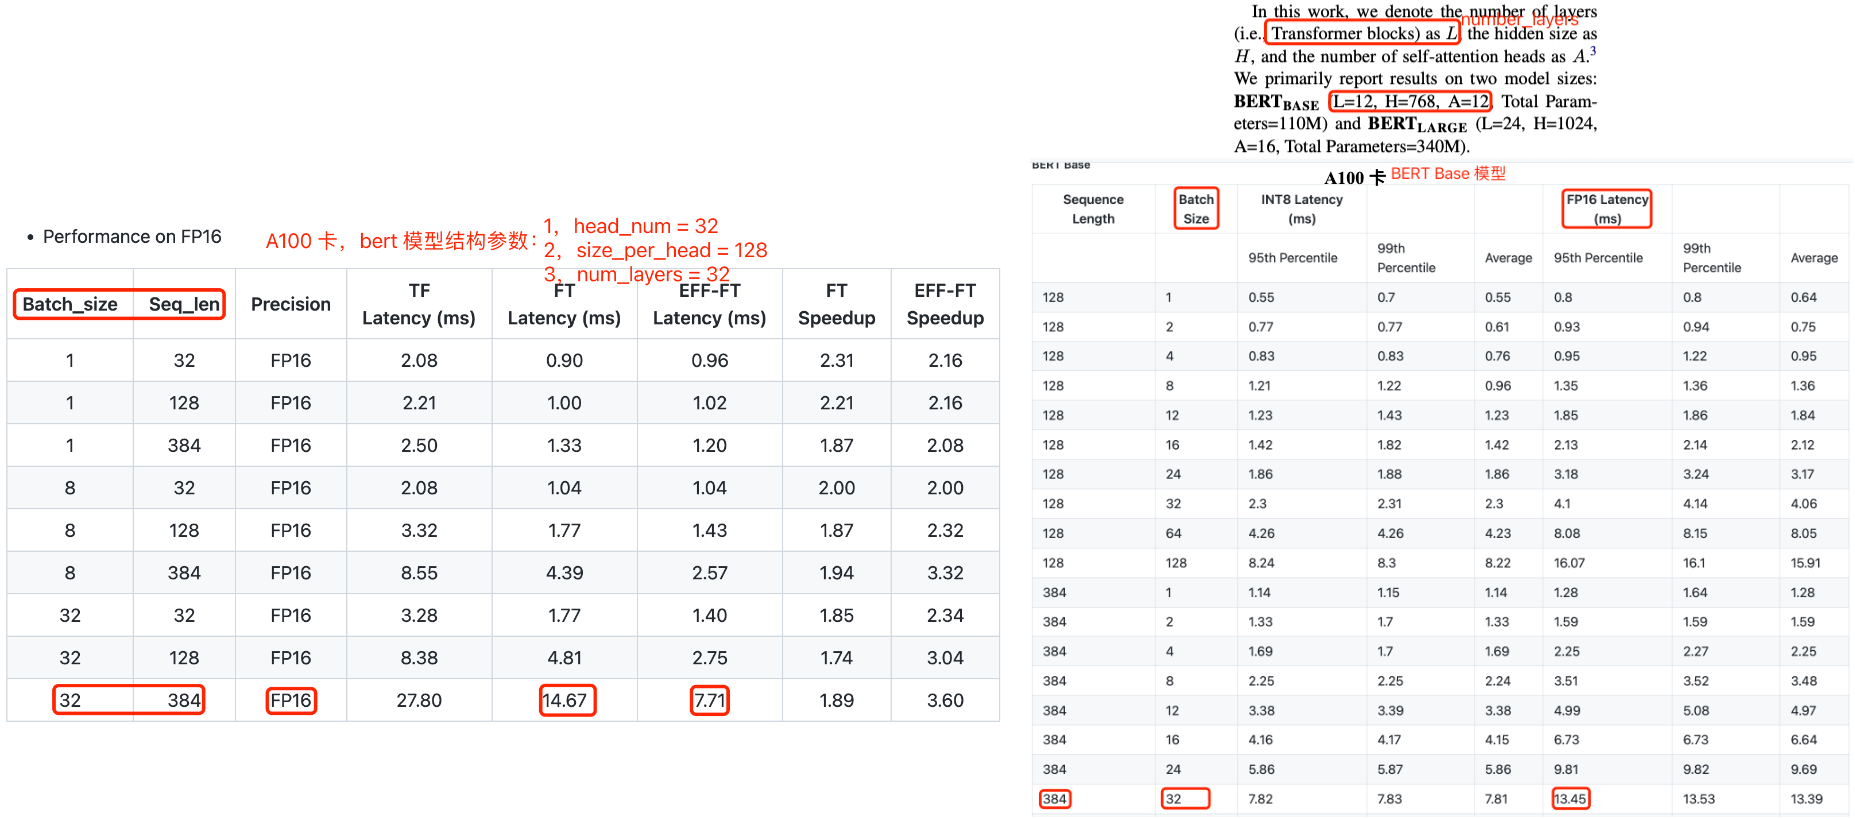 • Performance on FP16
A100 卡，bert 模型结构参数：
1，head_num = 32
2，size_per_head = 128
3，num_layers = 32
Batch_size Seq_len Precision TF Latency (ms) FT Latency (ms) EFF-FT Latency (ms) FT Speedup EFF-FT Speedup
1 32 FP16 2.08 0.90 0.96 2.31 2.16
1 128 FP16 2.21 1.00 1.02 2.21 2.16
1 384 FP16 2.50 1.33 1.20 1.87 2.08
8 32 FP16 2.08 1.04 1.04 2.00 2.00
8 128 FP16 3.32 1.77 1.43 1.87 2.32
8 384 FP16 8.55 4.39 2.57 1.94 3.32
32 32 FP16 3.28 1.77 1.40 1.85 2.34
32 128 FP16 8.38 4.81 2.75 1.74 3.04
32 384 FP16 27.80 14.67 7.71 1.89 3.60
In this work, we denote the number of layers
number_layers
(i.e., Transformer blocks) as L, the hidden size as
H, and the number of self-attention heads as A.3
We primarily report results on two model sizes:
BERTBASE (L=12, H=768, A=12, Total Param-
eters=110M) and BERTLARGE (L=24, H=1024,
A=16, Total Parameters=340M).
BERT Base
A100 卡 BERT Base 模型
Sequence Length Batch Size INT8 Latency (ms) FP16 Latency (ms)
95th Percentile 99th Percentile Average 95th Percentile 99th Percentile Average
128 1 0.55 0.7 0.55 0.8 0.8 0.64
128 2 0.77 0.77 0.61 0.93 0.94 0.75
128 4 0.83 0.83 0.76 0.95 1.22 0.95
128 8 1.21 1.22 0.96 1.35 1.36 1.36
128 12 1.23 1.43 1.23 1.85 1.86 1.84
128 16 1.42 1.82 1.42 2.13 2.14 2.12
128 24 1.86 1.88 1.86 3.18 3.24 3.17
128 32 2.3 2.31 2.3 4.1 4.14 4.06
128 64 4.26 4.26 4.23 8.08 8.15 8.05
128 128 8.24 8.3 8.22 16.07 16.1 15.91
384 1 1.14 1.15 1.14 1.28 1.64 1.28
384 2 1.33 1.7 1.33 1.59 1.59 1.59
384 4 1.69 1.7 1.69 2.25 2.27 2.25
384 8 2.25 2.25 2.24 3.51 3.52 3.48
384 12 3.38 3.39 3.38 4.99 5.08 4.97
384 16 4.16 4.17 4.15 6.73 6.73 6.64
384 24 5.86 5.87 5.86 9.81 9.82 9.69
384 32 7.82 7.83 7.81 13.45 13.53 13.39